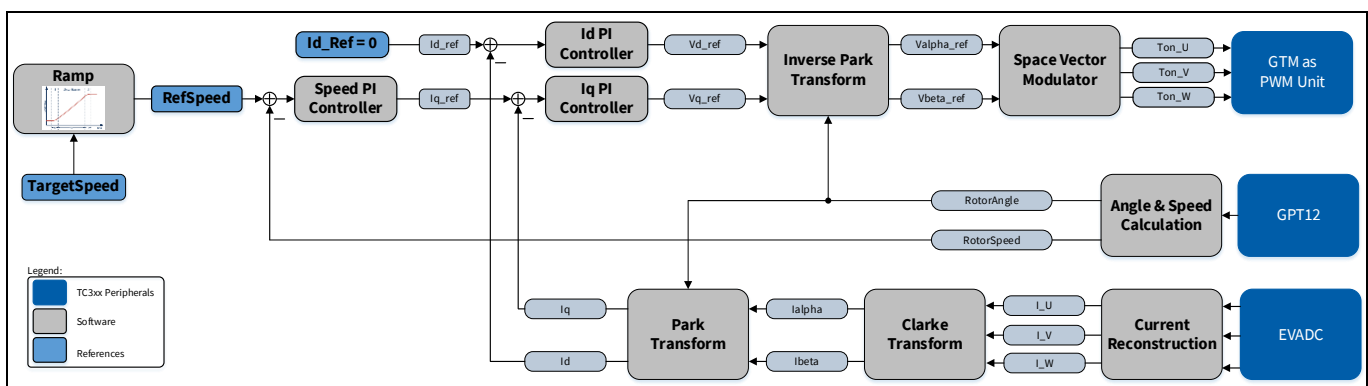 Id_Ref = 0
Id_ref
Id PI
Controller
Vd_ref
Inverse Park
Transform
Valpha_ref
Space Vector
Modulator
Ton_U
Ton_V
Ton_W
GTM as
PWM Unit
Ramp
RefSpeed
Speed PI
Controller
Iq_ref
Iq PI
Controller
Vq_ref
Vbeta_ref
TargetSpeed
RotorAngle
RotorSpeed
Angle & Speed
Calculation
GPT12
Legend:
TC3xx Peripherals
Software
References
Iq
Id
Park
Transform
Ialpha
Ibeta
Clarke
Transform
I_U
I_V
I_W
Current
Reconstruction
EVADC